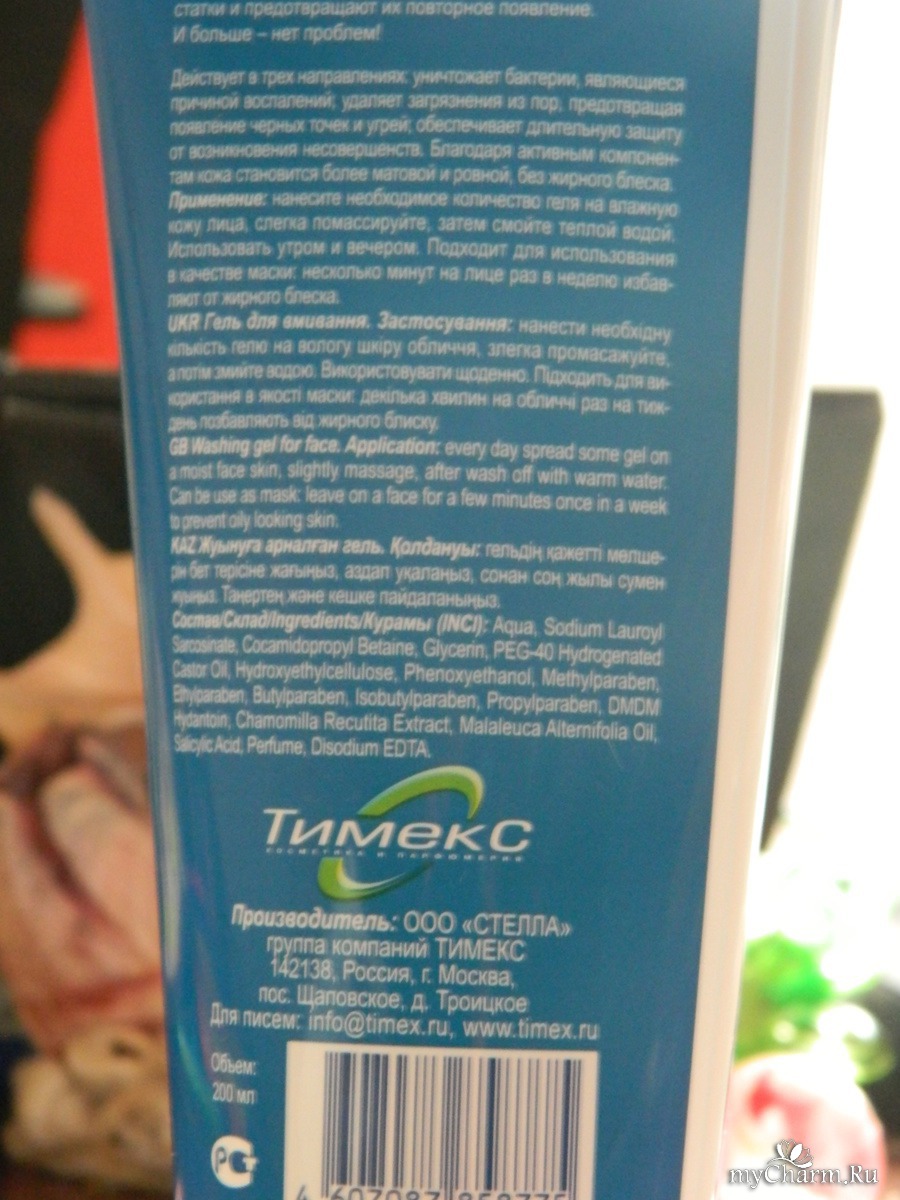 статки и предотвращают их повторное появление.
И больше – нет проблем!
Действует в трех направлениях: уничтожает бактерии, являющиеся
причиной воспалений; удаляет загрязнения из пор, предотвращая
появление черных точек и угрей; обеспечивает длительную защиту
от возникновения несовершенств. Благодаря активным компонен-
там кожа становится более матовой и ровной, без жирного блеска.
Применение: нанесите необходимое количество геля на влажную
кожу лица, слегка помассируйте, затем смойте теплой водой.
Использовать утром и вечером. Подходит для использования
в качестве маски: несколько минут на лице раз в неделю избав-
ляют от жирного блеска.
UKR Гель для вмивання. Застосування: нанести необхідну
кількість гелю на вологу шкіру обличчя, злегка промасажуйте,
а потім змийте водою. Використовувати щоденно. Підходить для ви-
користання в якості маски: декілька хвилин на обличчі раз на тиж-
день позбавляють від жирного блиску.
GB Washing gel for face. Application: every day spread some gel on
a moist face skin, slightly massage, after wash off with warm water.
Can be use as mask: leave on a face for a few minutes once in a week
to prevent oily looking skin.
KAZ Жуынуға арналған гель. Қолдануы: гельдің қажетті мөлше-
рін бет терісіне жағыңыз, аздап уқалаңыз, сонан соң жылы сумен
жуыңыз. Таңертең және кешке пайдаланыңыз.
Состав/Склад/Ingredients/Курамы (INCI): Aqua, Sodium Lauroyl
Sarcosinate, Cocamidopropyl Betaine, Glycerin, PEG-40 Hydrogenated
Castor Oil, Hydroxyethylcellulose, Phenoxyethanol, Methylparaben,
Ethylparaben, Butylparaben, Isobutylparaben, Propylparaben, DMDM
Hydantoin, Chamomilla Recutita Extract, Malaleuca Alternifolia Oil,
Salicylic Acid, Perfume, Disodium EDTA.
Тимекс
косметика и парфюмерия
Производитель: ООО «СТЕЛЛА»
группа компаний ТИМЕКС
142138, Россия, г. Москва,
пос. Щаповское, д. Троицкое
Для писем: info@timex.ru, www.timex.ru
Объем:
200 мл
РСТ
myCharm.Ru